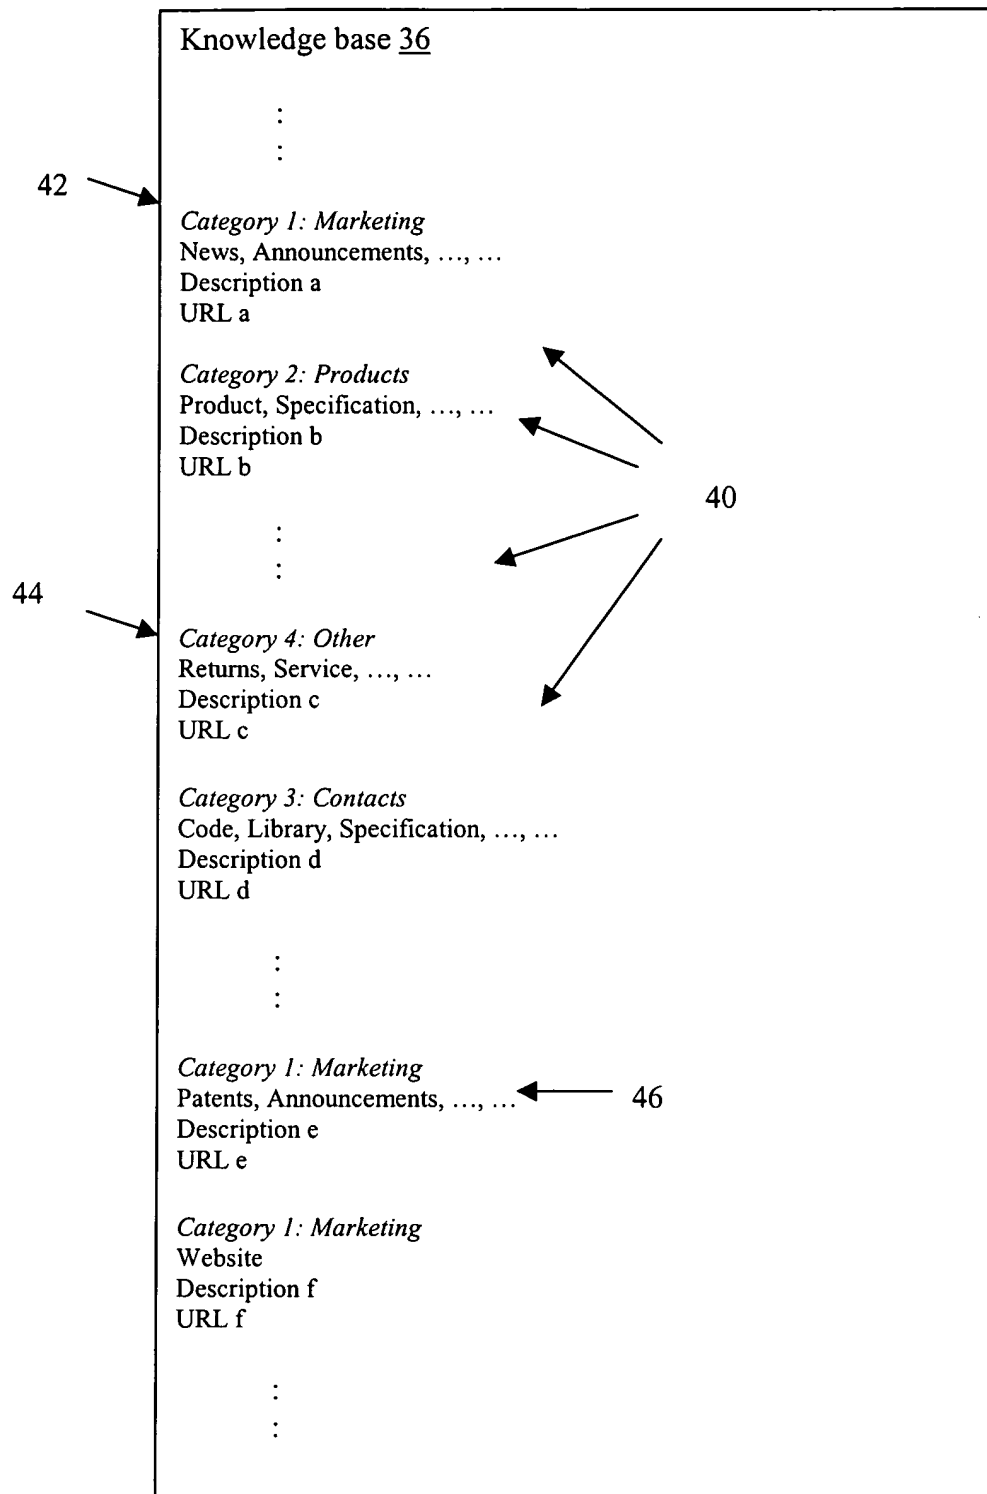 Knowledge base 36
:
:
42
Category 1: Marketing
News, Announcements, ..., ...
Description a
URL a
Category 2: Products
Product, Specification, ..., ...
Description b
URL b
40
:
:
44
Category 4: Other
Returns, Service, ..., ...
Description c
URL c
Category 3: Contacts
Code, Library, Specification, ..., ...
Description d
URL d
:
:
Category 1: Marketing
Patents, Announcements, ..., ...
46
Description e
URL e
Category 1: Marketing
Website
Description f
URL f
:
: